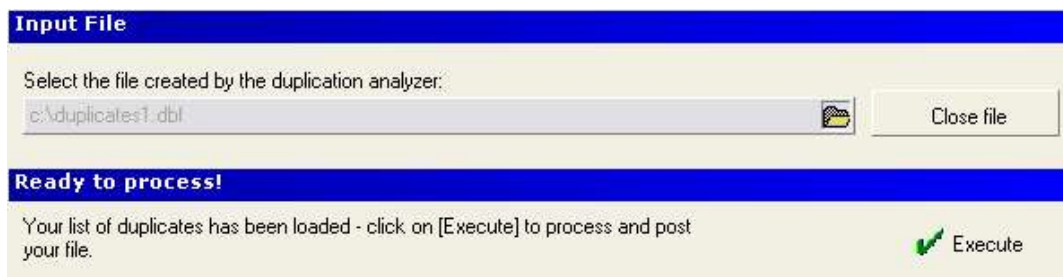 Input File
Select the file created by the duplication analyzer:
c:\duplicates1.dbf
Close file
Ready to process!
Your list of duplicates has been loaded - click on [Execute] to process and post
your file.
Execute